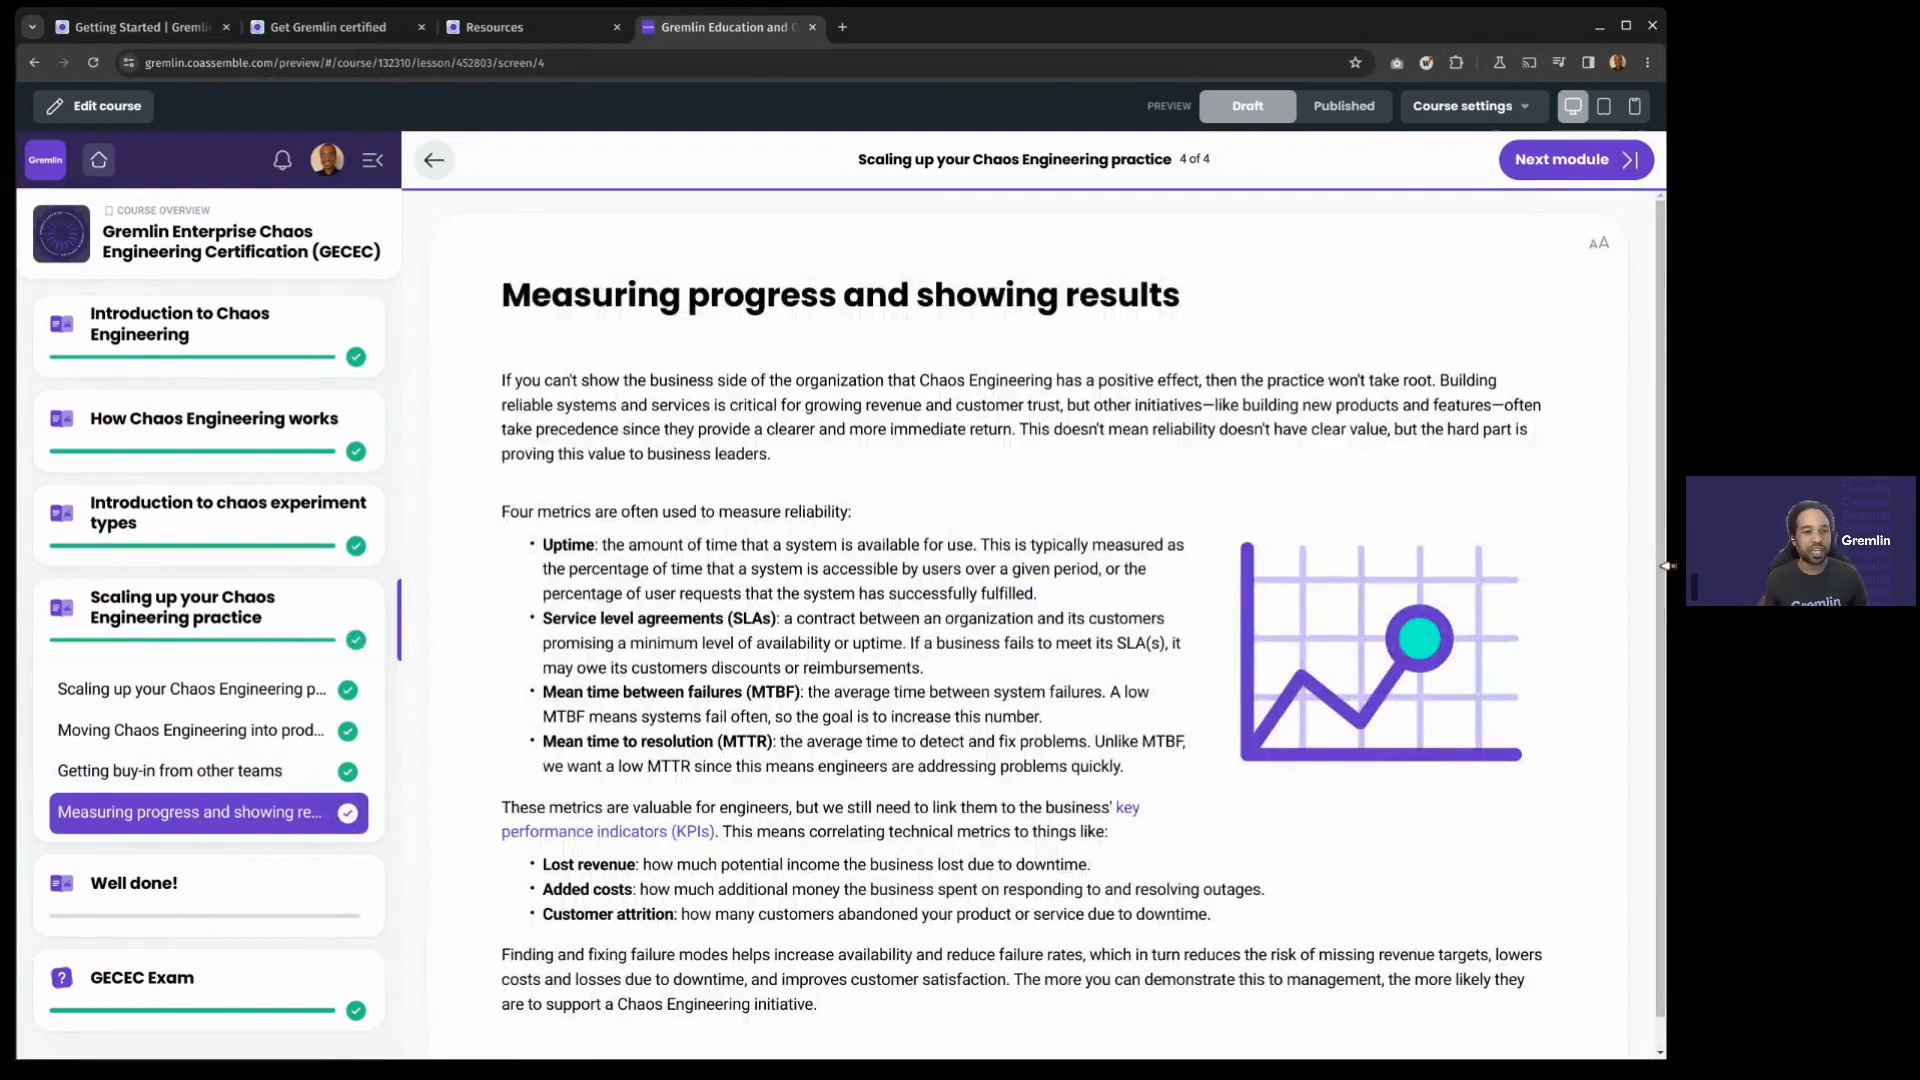 Getting Started | Gremli
Get Gremlin certified
Resources
Gremlin Education and C
gremlin.coassemble.com/preview/#/course/132310/lesson/452803/screen/4
Edit course
PREVIEW
Draft
Published
Course settings
Gremlin
Scaling up your Chaos Engineering practice 4 of 4
Next module
COURSE OVERVIEW
Gremlin Enterprise Chaos
Engineering Certification (GECEC)
Introduction to Chaos
Engineering
How Chaos Engineering works
Introduction to chaos experiment
types
Scaling up your Chaos
Engineering practice
Scaling up your Chaos Engineering p...
Moving Chaos Engineering into prod...
Getting buy-in from other teams
Measuring progress and showing re...
Well done!
GECEC Exam
AA
Measuring progress and showing results
If you can't show the business side of the organization that Chaos Engineering has a positive effect, then the practice won't take root. Building
reliable systems and services is critical for growing revenue and customer trust, but other initiatives—like building new products and features—often
take precedence since they provide a clearer and more immediate return. This doesn't mean reliability doesn't have clear value, but the hard part is
proving this value to business leaders.
Four metrics are often used to measure reliability:
• Uptime: the amount of time that a system is available for use. This is typically measured as
the percentage of time that a system is accessible by users over a given period, or the
percentage of user requests that the system has successfully fulfilled.
• Service level agreements (SLAs): a contract between an organization and its customers
promising a minimum level of availability or uptime. If a business fails to meet its SLA(s), it
may owe its customers discounts or reimbursements.
• Mean time between failures (MTBF): the average time between system failures. A low
MTBF means systems fail often, so the goal is to increase this number.
• Mean time to resolution (MTTR): the average time to detect and fix problems. Unlike MTBF,
we want a low MTTR since this means engineers are addressing problems quickly.
These metrics are valuable for engineers, but we still need to link them to the business' key
performance indicators (KPIs). This means correlating technical metrics to things like:
• Lost revenue: how much potential income the business lost due to downtime.
• Added costs: how much additional money the business spent on responding to and resolving outages.
• Customer attrition: how many customers abandoned your product or service due to downtime.
Finding and fixing failure modes helps increase availability and reduce failure rates, which in turn reduces the risk of missing revenue targets, lowers
costs and losses due to downtime, and improves customer satisfaction. The more you can demonstrate this to management, the more likely they
are to support a Chaos Engineering initiative.
Gremlin
Gremlin